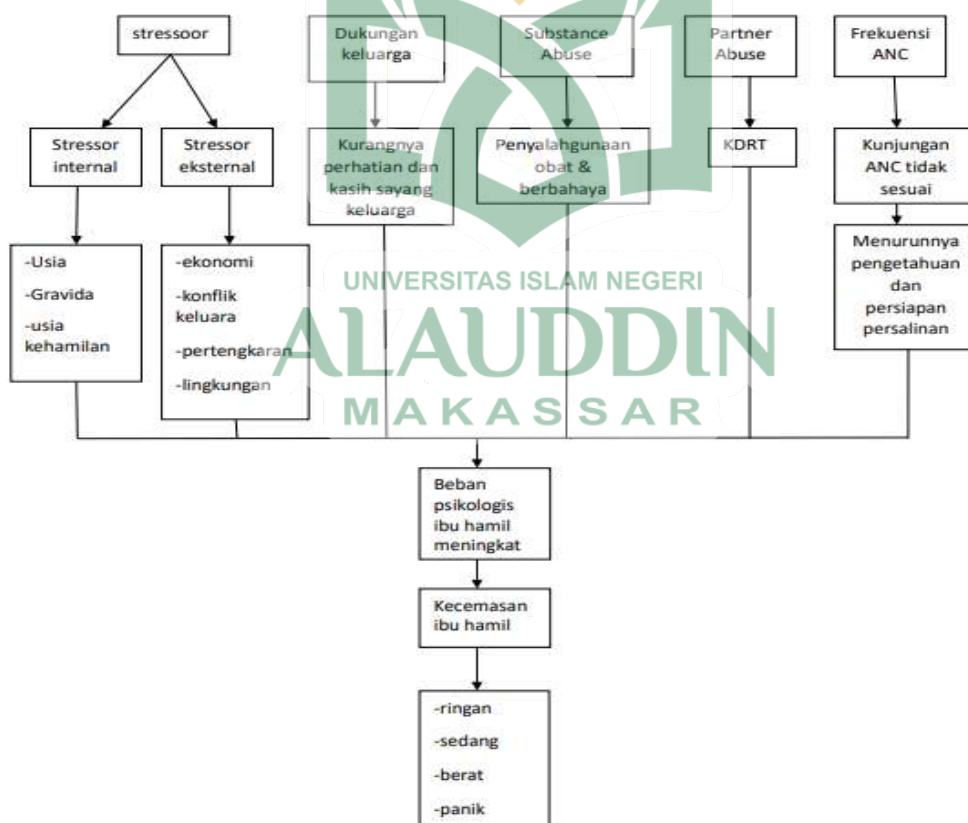 stressoor
Dukungan
keluarga
Substance
Abuse
Partner
Abuse
Frekuensi
ANC
Stressor
internal
Stressor
eksternal
Kurangnya
perhatian dan
kasih sayang
keluarga
Penyalahgunaan
obat &
berbahaya
KDRT
Kunjungan
ANC tidak
sesuai
-Usia
-Gravida
-usia
kehamilan
-ekonomi
-konflik
keluara
-pertengkaran
-lingkungan
Menurunnya
pengetahuan
dan
persiapan
persalinan
UNIVERSITAS ISLAM NEGERI
ALAUDDIN
MAKASSAR
Beban
psikologis
ibu hamil
meningkat
Kecemasan
ibu hamil
-ringan
-sedang
-berat
-panik